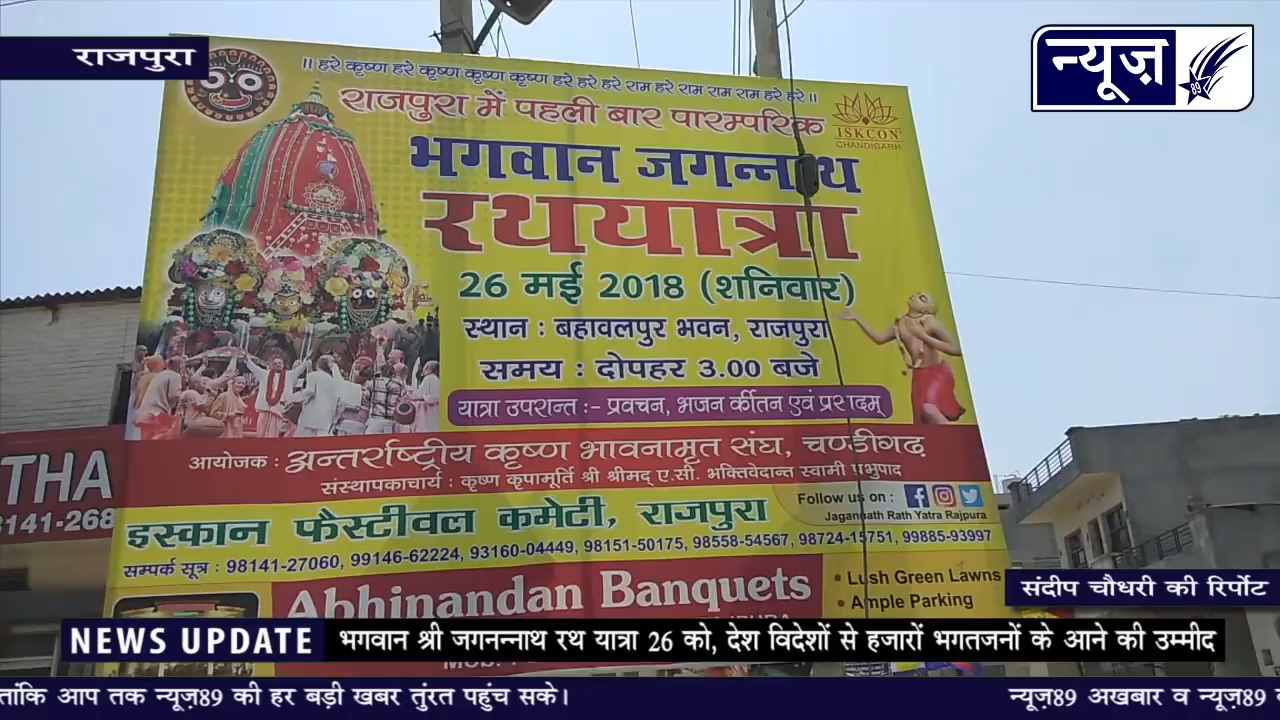 राजपुरा
न्यूज़
89
॥ हरे कृष्ण हरे कृष्ण कृष्ण कृष्ण हरे हरे हरे राम हरे राम राम राम हरे हरे ॥
राजपुरा में पहली बार पारम्परिक
ISKCON
CHANDIGARH
भगवान जगन्नाथ
रथयात्रा
26 मई 2018 (शनिवार)
स्थान : बहावलपुर भवन, राजपुरा
समय : दोपहर 3.00 बजे
यात्रा उपरान्त :- प्रवचन, भजन र्कीतन एवं प्रसादम्
आयोजक : अन्तर्राष्ट्रीय कृष्ण भावनामृत संघ, चण्डीगढ़
संस्थापकाचार्य : कृष्ण कृपामूर्ति श्री श्रीमद् ए.सी. भक्तिवेदान्त स्वामी प्रभुपाद
Follow us on :
Jagannath Rath Yatra Rajpura
इस्कान फैस्टीवल कमेटी, राजपुरा
सम्पर्क सूत्र : 98141-27060, 99146-62224, 93160-04449, 98151-50175, 98558-54567, 98724-15751, 99885-93997
THA
3141-268
Abhinandan Banquets
• Lush Green Lawns
• Ample Parking
संदीप चौधरी की रिर्पोट
NEWS UPDATE
भगवान श्री जगनन्नाथ रथ यात्रा 26 को, देश विदेशों से हजारों भगतजनों के आने की उम्मीद
तांकि आप तक न्यूज़89 की हर बड़ी खबर तुंरत पहुंच सके। न्यूज़89 अखबार व न्यूज़89